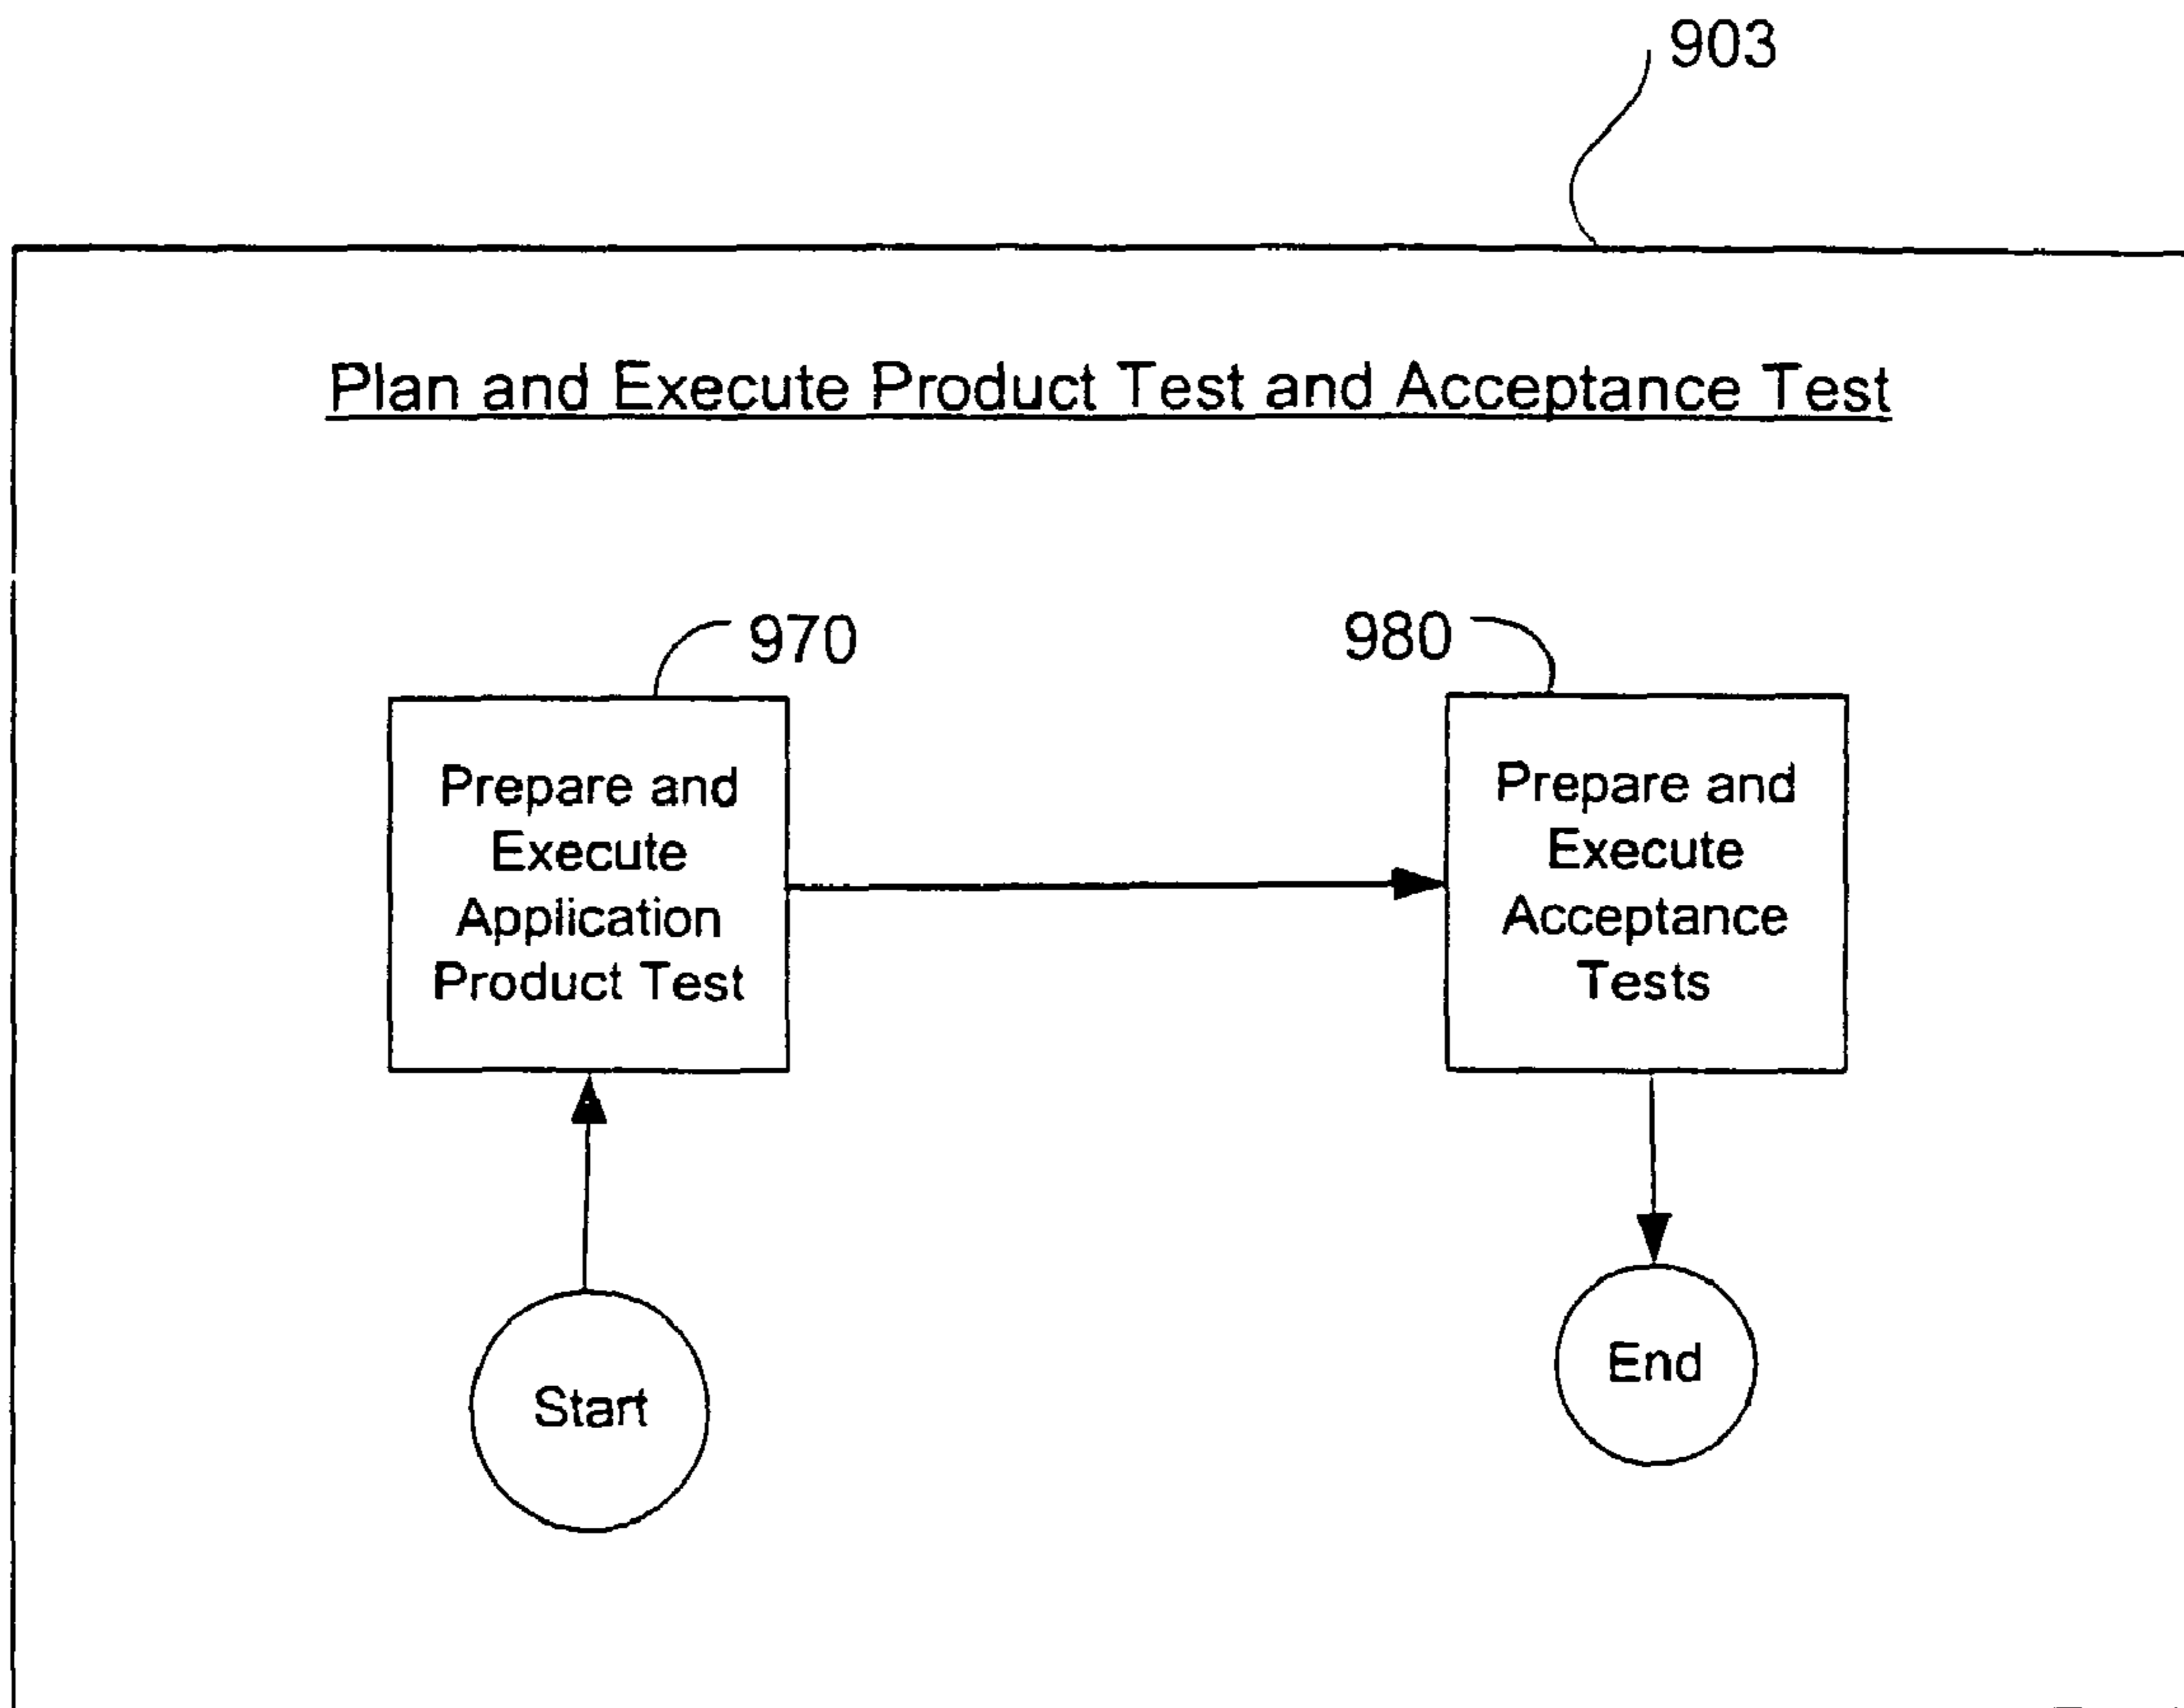 903
Plan and Execute Product Test and Acceptance Test
970
980
Prepare and
Execute
Application
Product Test
Prepare and
Execute
Acceptance
Tests
Start
End